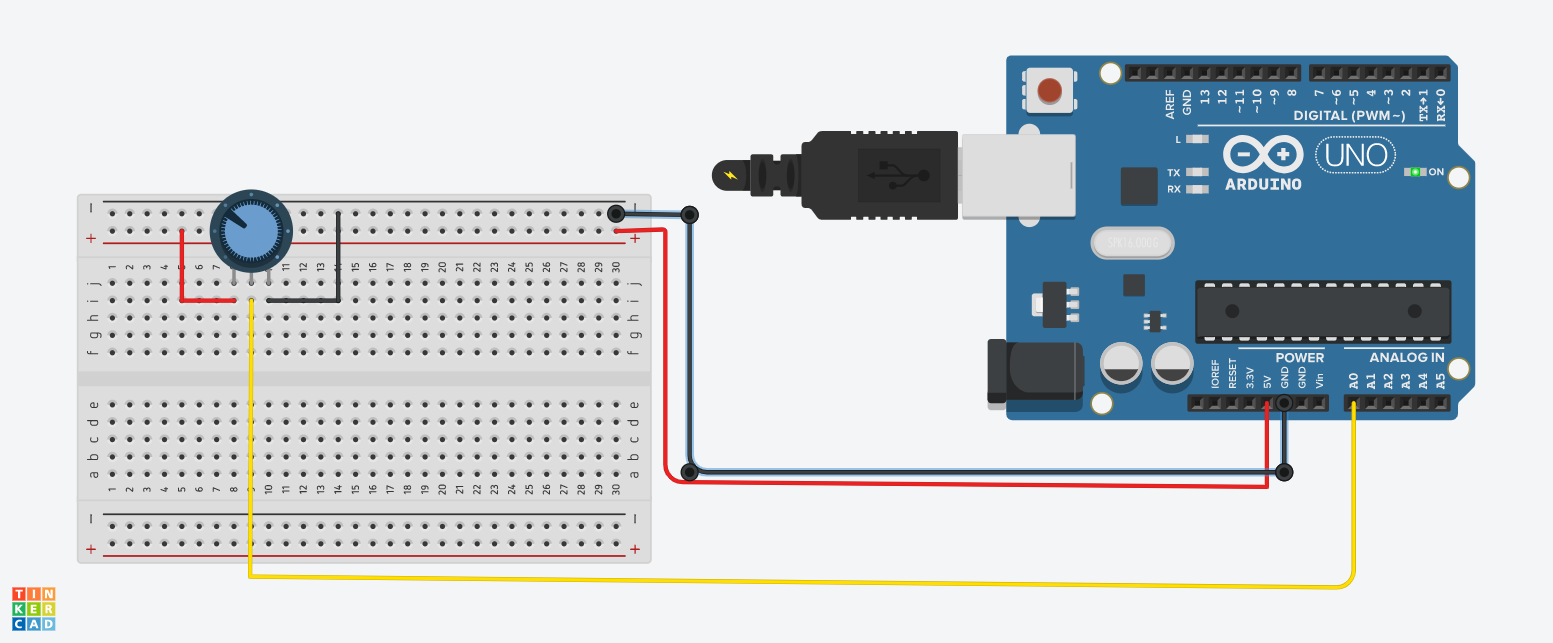 AREF
GND
13
12
~11
~10
~9
8
7
~6
~5
4
~3
2
TX→1
RX←0
DIGITAL (PWM~)
L
TX
RX
UNO
ARDUINO
ON
SPK16.000G
IOREF
RESET
3.3V
5V
GND
GND
Vin
POWER
A0
A1
A2
A3
A4
A5
ANALOG IN
− −
+ +
1 2 3 4 5 6 7 11 12 13 14 15 16 17 18 19 20 21 22 23 24 25 26 27 28 29 30
j j
i i
h h
g g
f f
e e
d d
c c
b b
a a
1 2 3 4 5 6 7 8 9 10 11 12 13 14 15 16 17 18 19 20 21 22 23 24 25 26 27 28 29 30
− −
+ +
TIN
KER
CAD